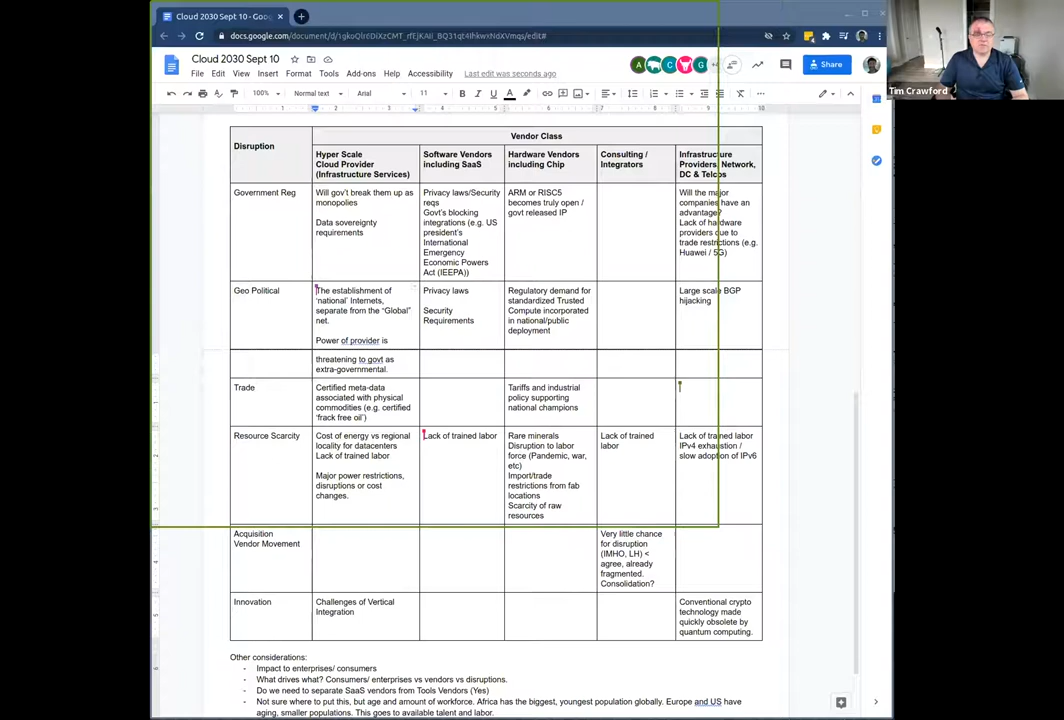 Cloud 2030 Sept 10 - Goo
docs.google.com/document/d/
Cloud 2030 Sept 10
File Edit View Insert Format Tools Add-ons Help Accessibility Last edit was seconds ago
A C G Share
Tim Crawford
100% Normal text Arial 11 B I U A
2 3 4 5 6 7 8 9 10
Disruption
Vendor Class
Hyper Scale
Cloud Provider
(Infrastructure Services)
Software Vendors
including SaaS
Hardware Vendors
including Chip
Consulting /
Integrators
Infrastructure
Providers, Network,
DC & Telcos
Government Reg
Will gov't break them up as
monopolies
Data sovereignty
requirements
Privacy laws/Security
reqs
Govt's blocking
integrations (e.g. US
president's
International
Emergency
Economic Powers
Act (IEEPA))
ARM or RISC5
becomes truly open /
govt released IP
Will the major
companies have an
advantage?
Lack of hardware
providers due to
trade restrictions (e.g.
Huawei / 5G)
Geo Political
The establishment of
'national' Internets,
separate from the "Global"
net.
Power of provider is
threatening to govt as
extra-governmental.
Privacy laws
Security
Requirements
Regulatory demand for
standardized Trusted
Compute incorporated
in national/public
deployment
Large scale BGP
hijacking
Trade
Certified meta-data
associated with physical
commodities (e.g. certified
'frack free oil')
Tariffs and industrial
policy supporting
national champions
Resource Scarcity
Cost of energy vs regional
locality for datacenters
Lack of trained labor
Major power restrictions,
disruptions or cost
changes.
Lack of trained labor
Rare minerals
Disruption to labor
force (Pandemic, war,
etc)
Import/trade
restrictions from fab
locations
Scarcity of raw
resources
Lack of trained
labor
Lack of trained labor
IPv4 exhaustion /
slow adoption of IPv6
Acquisition
Vendor Movement
Very little chance
for disruption
(IMHO, LH) <
agree, already
fragmented.
Consolidation?
Innovation
Challenges of Vertical
Integration
Conventional crypto
technology made
quickly obsolete by
quantum computing.
Other considerations:
- Impact to enterprises/ consumers
- What drives what? Consumers/ enterprises vs vendors vs disruptions.
- Do we need to separate SaaS vendors from Tools Vendors (Yes)
- Not sure where to put this, but age and amount of workforce. Africa has the biggest, youngest population globally. Europe and US have
aging, smaller populations. This goes to available talent and labor.